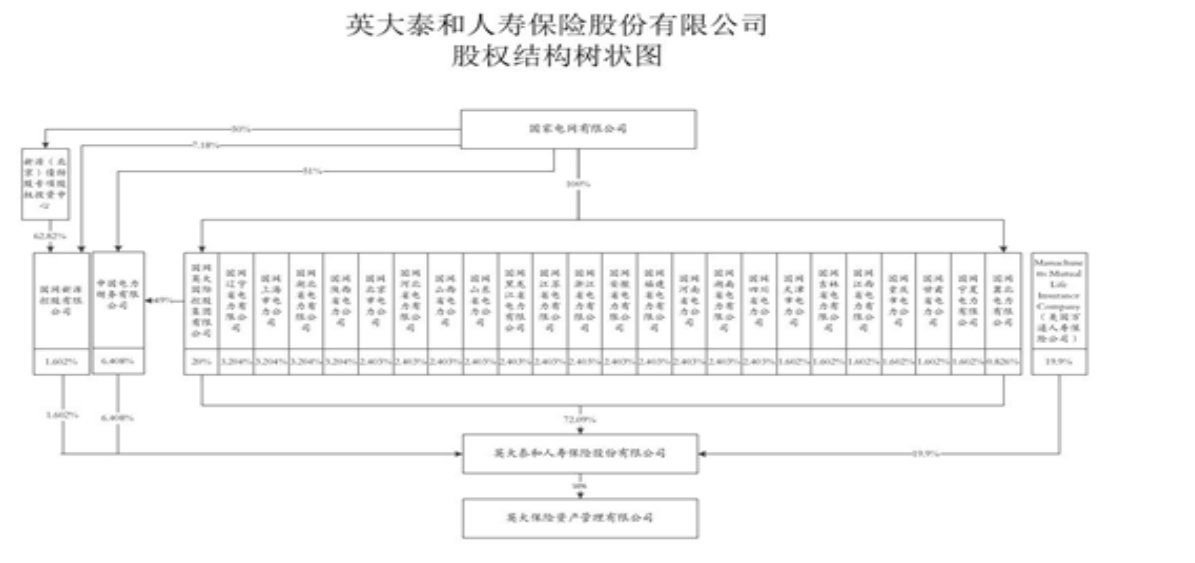 英大泰和人寿保险股份有限公司
股权结构树状图
国家电网有限公司
50%
7.18%
51%
100%
新源（北
京）债转
股专项股
权投资中
心
62.82%
国网新源
控股有限
公司
中国电力
财务有限
公司
49%
国网英大国际控股集团有限公司
国网辽宁省电力有限公司
国网上海市电力公司
国网湖北省电力有限公司
国网陕西省电力公司
国网北京市电力公司
国网河北省电力有限公司
国网山西省电力公司
国网山东省电力公司
国网黑龙江省电力有限公司
国网江苏省电力有限公司
国网浙江省电力有限公司
国网安徽省电力有限公司
国网福建省电力有限公司
国网河南省电力公司
国网湖南省电力有限公司
国网四川省电力公司
国网天津市电力公司
国网吉林省电力有限公司
国网江西省电力有限公司
国网重庆市电力公司
国网甘肃省电力公司
国网宁夏电力有限公司
国网冀北电力有限公司
Massachuse
tts Mutual
Life
Insurance
Company
（美国万
通人寿保
险公司）
1.602%
6.408%
20%
3.204%
3.204%
3.204%
3.204%
2.403%
2.403%
2.403%
2.403%
2.403%
2.403%
2.403%
2.403%
2.403%
2.403%
2.403%
2.403%
1.602%
1.602%
1.602%
1.602%
1.602%
1.602%
0.826%
19.9%
1.602%
6.408%
72.09%
英大泰和人寿保险股份有限公司
19.9%
英大保险资产管理有限公司